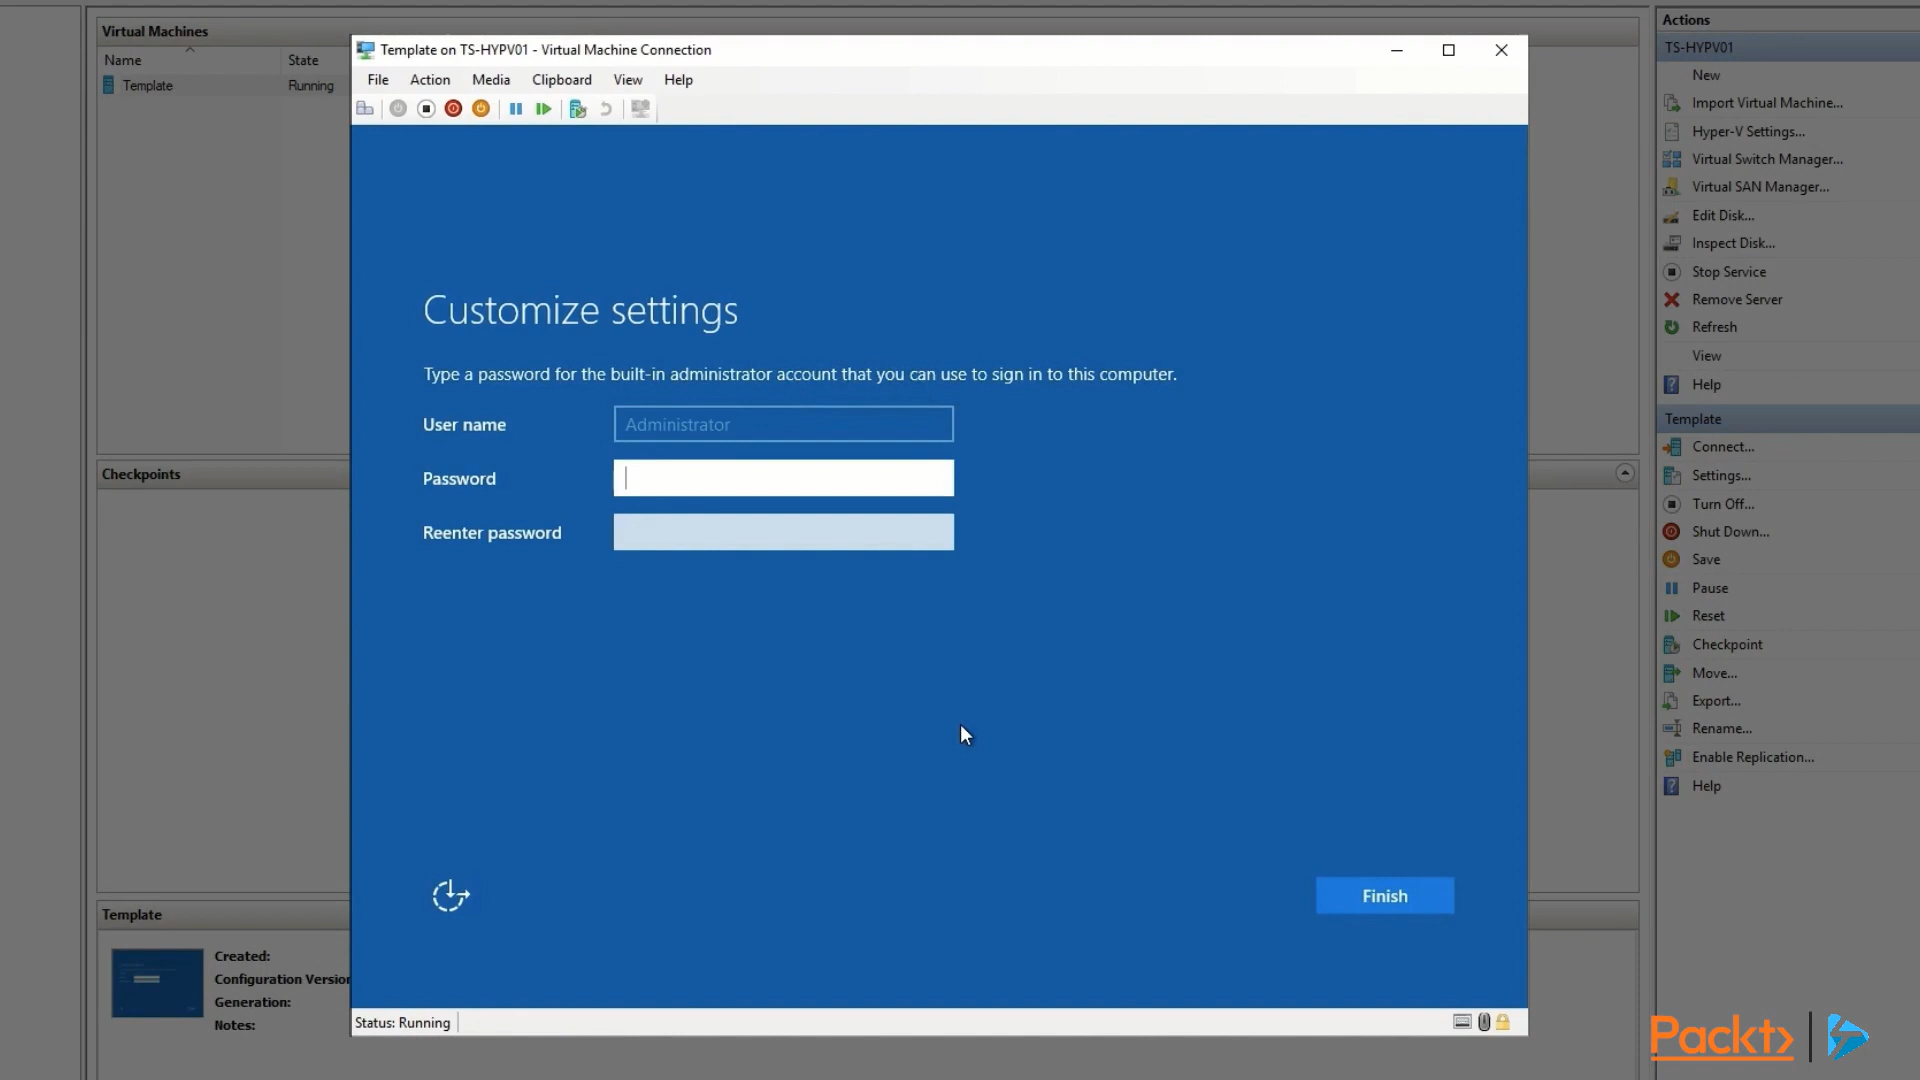 Virtual Machines
Name
State
Template
Running
Checkpoints
Template
Created:
Configuration Version
Generation:
Notes:
Template on TS-HYPV01 - Virtual Machine Connection
File
Action
Media
Clipboard
View
Help
Customize settings
Type a password for the built-in administrator account that you can use to sign in to this computer.
User name
Administrator
Password
Reenter password
Finish
Status: Running
Actions
TS-HYPV01
New
Import Virtual Machine...
Hyper-V Settings...
Virtual Switch Manager...
Virtual SAN Manager...
Edit Disk...
Inspect Disk...
Stop Service
Remove Server
Refresh
View
Help
Template
Connect...
Settings...
Turn Off...
Shut Down...
Save
Pause
Reset
Checkpoint
Move...
Export...
Rename...
Enable Replication...
Help
Packt